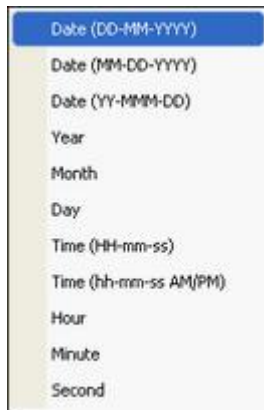 Date (DD-MM-YYYY)
Date (MM-DD-YYYY)
Date (YY-MMM-DD)
Year
Month
Day
Time (HH-mm-ss)
Time (hh-mm-ss AM/PM)
Hour
Minute
Second